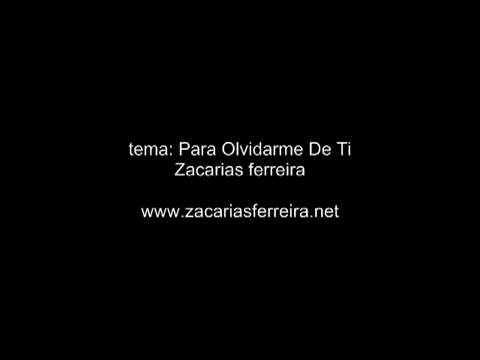 tema: Para Olvidarme De Ti
Zacarias ferreira
www.zacariasferreira.net